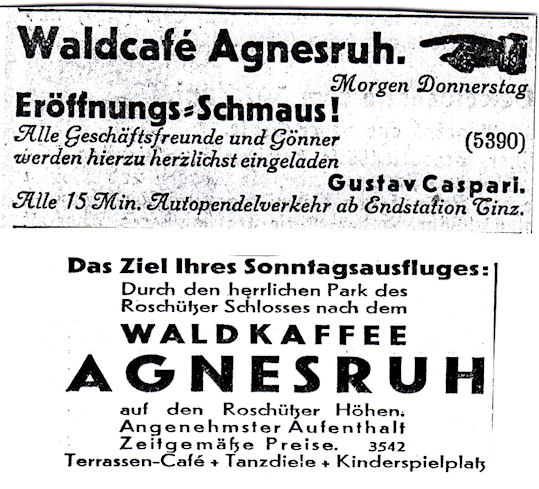 Waldcafé Agnesruh.
Morgen Donnerstag
Eröffnungs-Schmaus!
Alle Geschäftsfreunde und Gönner (5390)
werden hierzu herzlichst eingeladen
Gustav Caspari.
Alle 15 Min. Autopendelverkehr ab Endstation Tinz.
Das Ziel Ihres Sonntagsausfluges:
Durch den herrlichen Park des
Roschützer Schlosses nach dem
WALDKAFFEE
AGNESRUH
auf den Roschützer Höhen.
Angenehmster Aufenthalt
Zeitgemäße Preise. 3542
Terrassen-Café + Tanzdiele + Kinderspielplatz